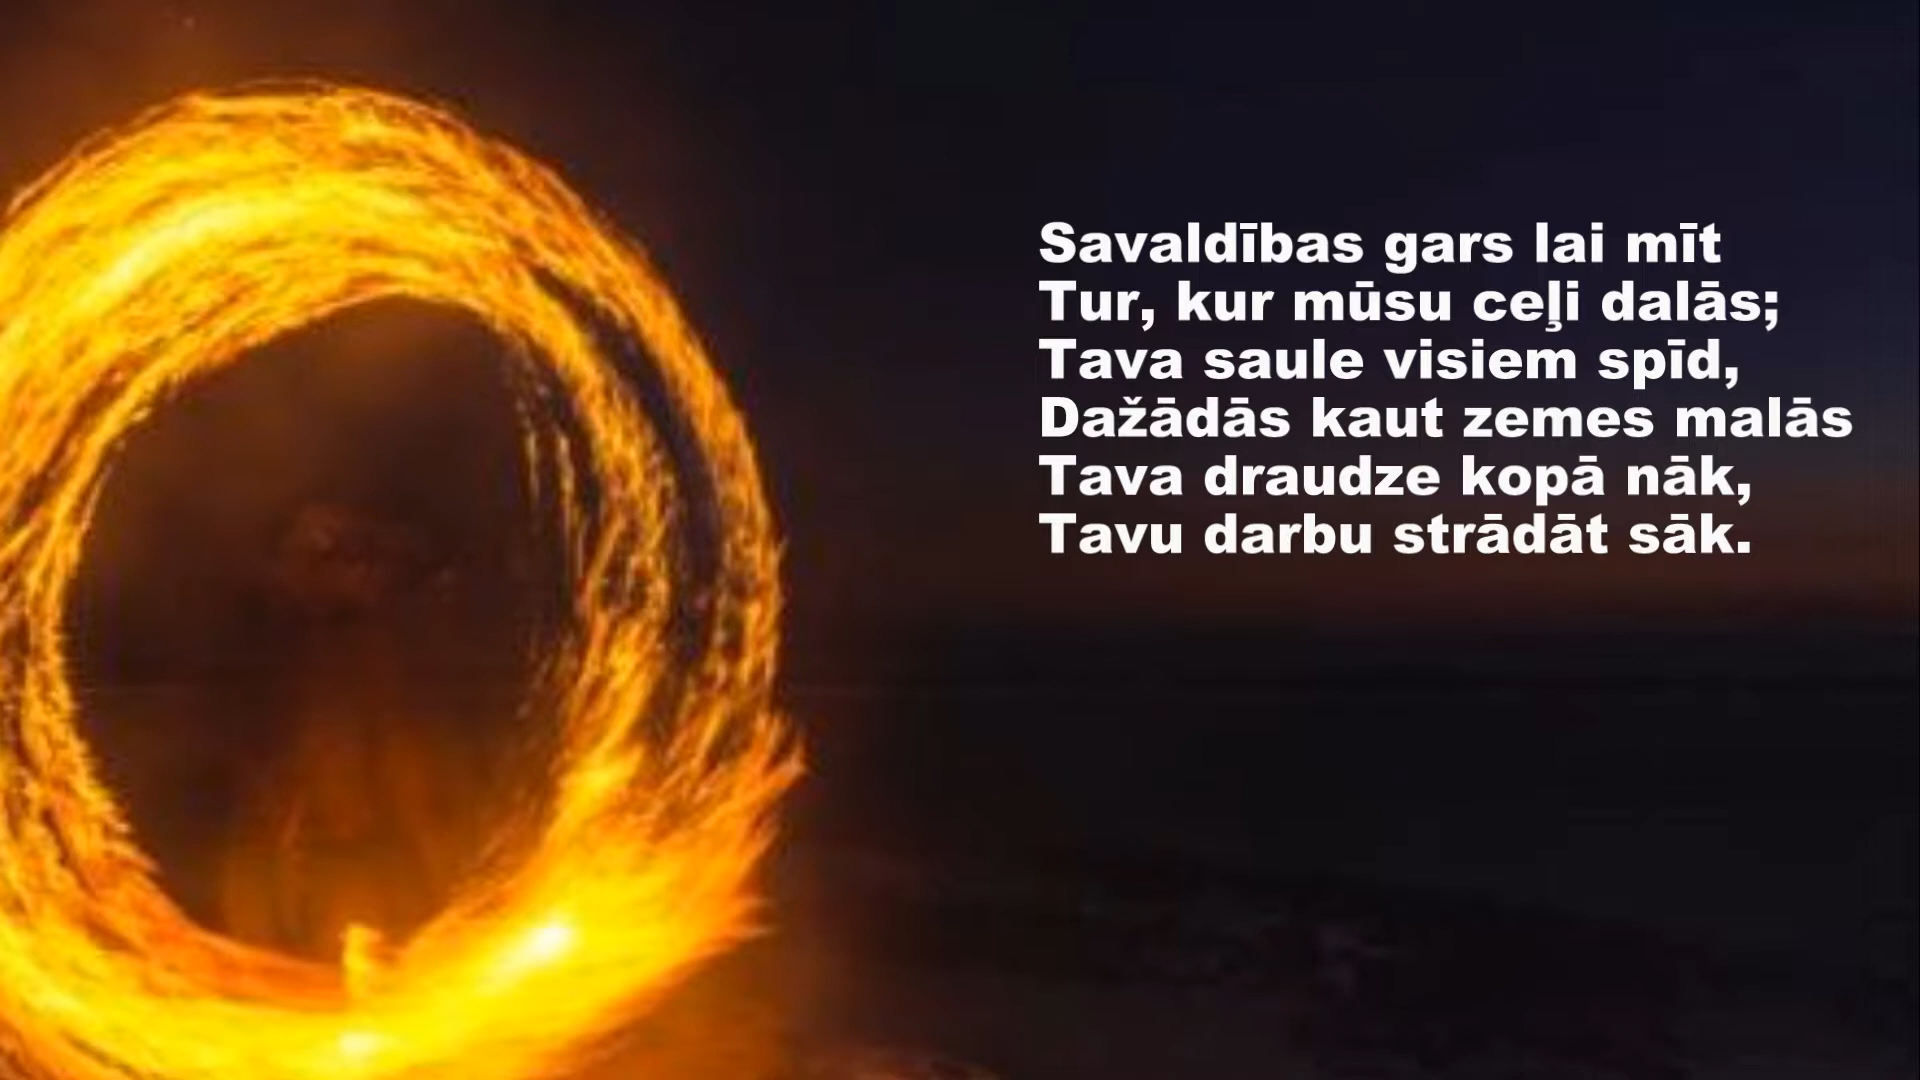 Savaldības gars lai mīt
Tur, kur mūsu ceļi dalās;
Tava saule visiem spīd,
Dažādās kaut zemes malās
Tava draudze kopā nāk,
Tavu darbu strādāt sāk.